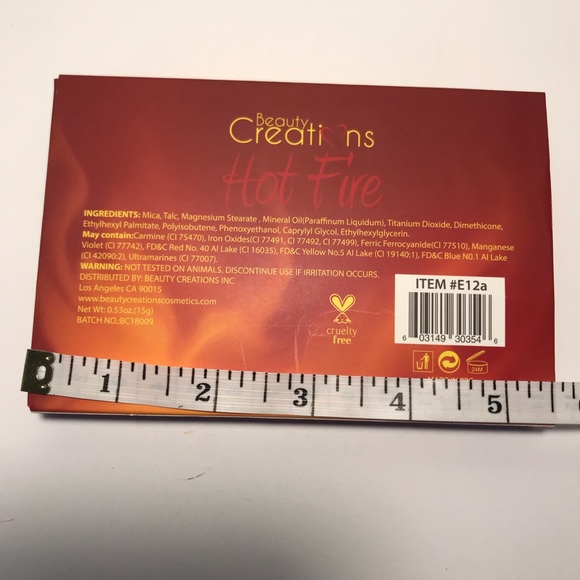 Beauty
Creations
Hot Fire
INGREDIENTS: Mica, Talc, Magnesium Stearate , Mineral Oil(Paraffinum Liquidum), Titanium Dioxide, Dimethicone,
Ethylhexyl Palmitate, Polyisobutene, Phenoxyethanol, Caprylyl Glycol, Ethylhexylglycerin.
May contain:Carmine (CI 75470), Iron Oxides(CI 77491, CI 77492, CI 77499), Ferric Ferrocyanide(CI 77510), Manganese
Violet (CI 77742), FD&C Red No. 40 Al Lake (CI 16035), FD&C Yellow No.5 Al Lake (CI 19140:1), FD&C Blue N0.1 Al Lake
(CI 42090:2), Ultramarines (CI 77007).
WARNING: NOT TESTED ON ANIMALS. DISCONTINUE USE IF IRRITATION OCCURS.
DISTRIBUTED BY: BEAUTY CREATIONS INC
Los Angeles CA 90015
www.beautycreationscosmetics.com
Net Wt: 0.53oz.(15g)
BATCH NO.:BC18009
cruelty
free
ITEM #E12a
6 03149 30354 6
24M
1 2 3 4 5